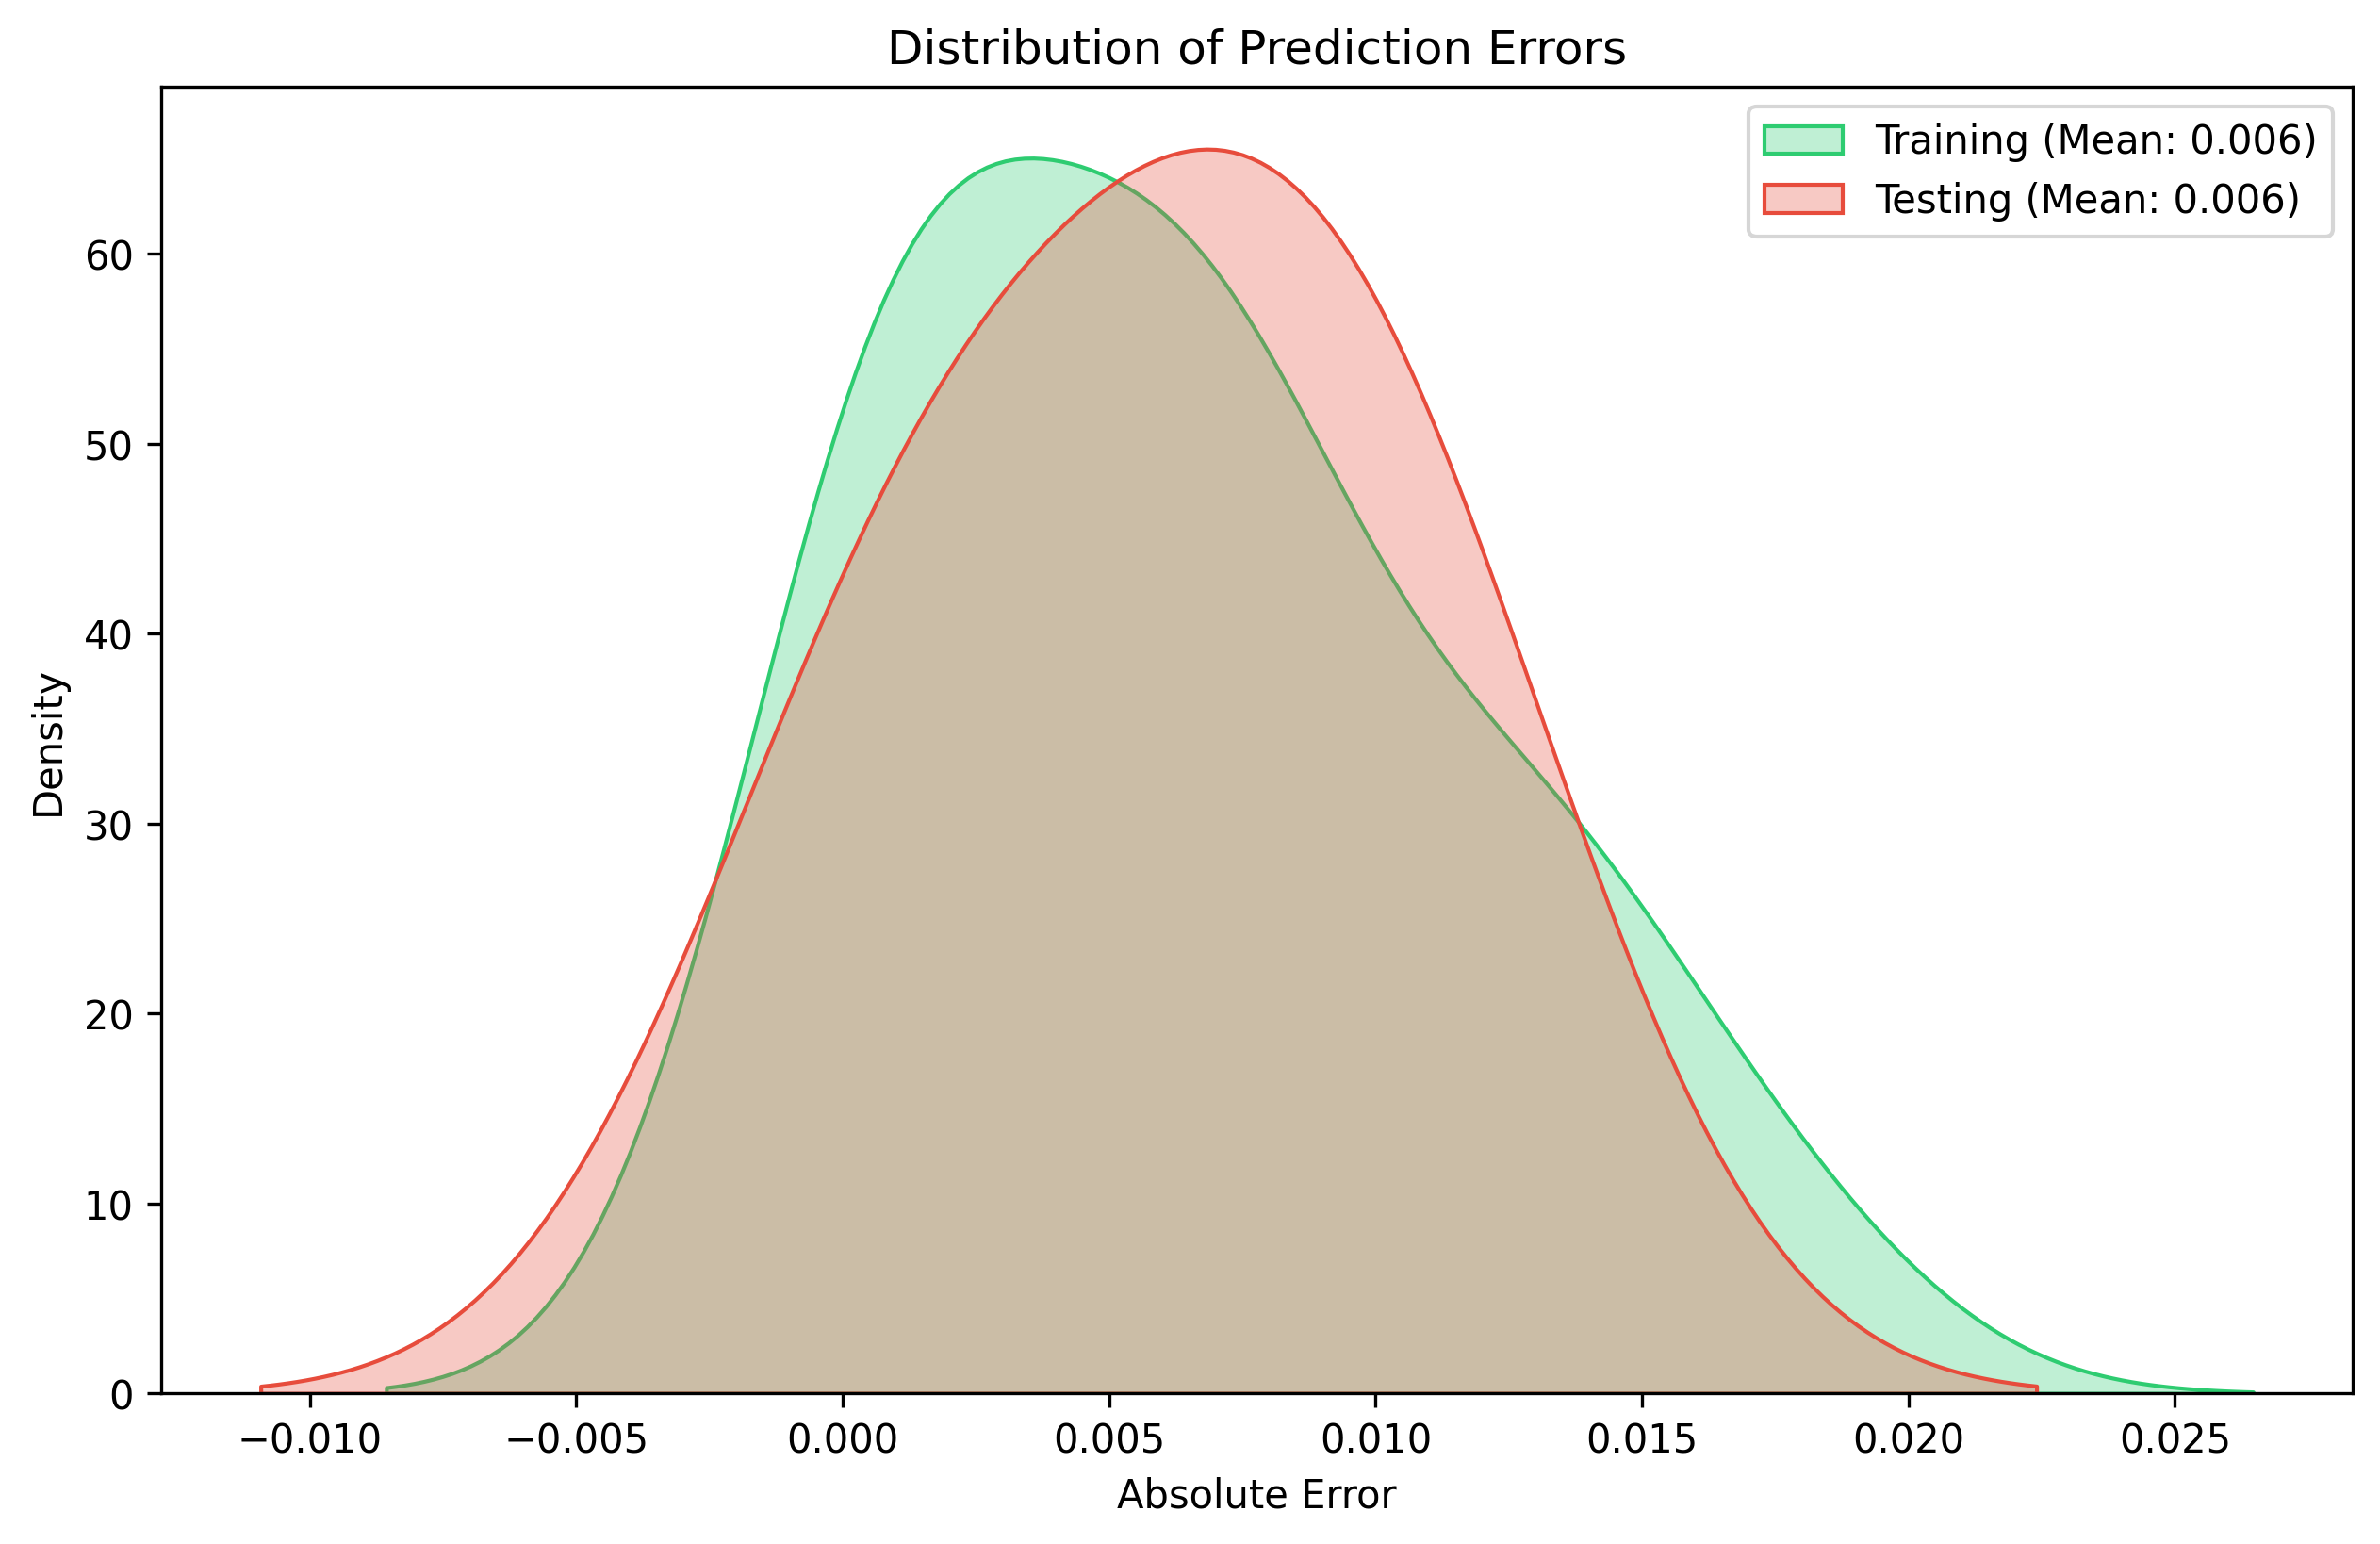 Distribution of Prediction Errors
Training (Mean: 0.006)
Testing (Mean: 0.006)
60
50
40
30
20
10
0
Density
−0.010 −0.005 0.000 0.005 0.010 0.015 0.020 0.025
Absolute Error